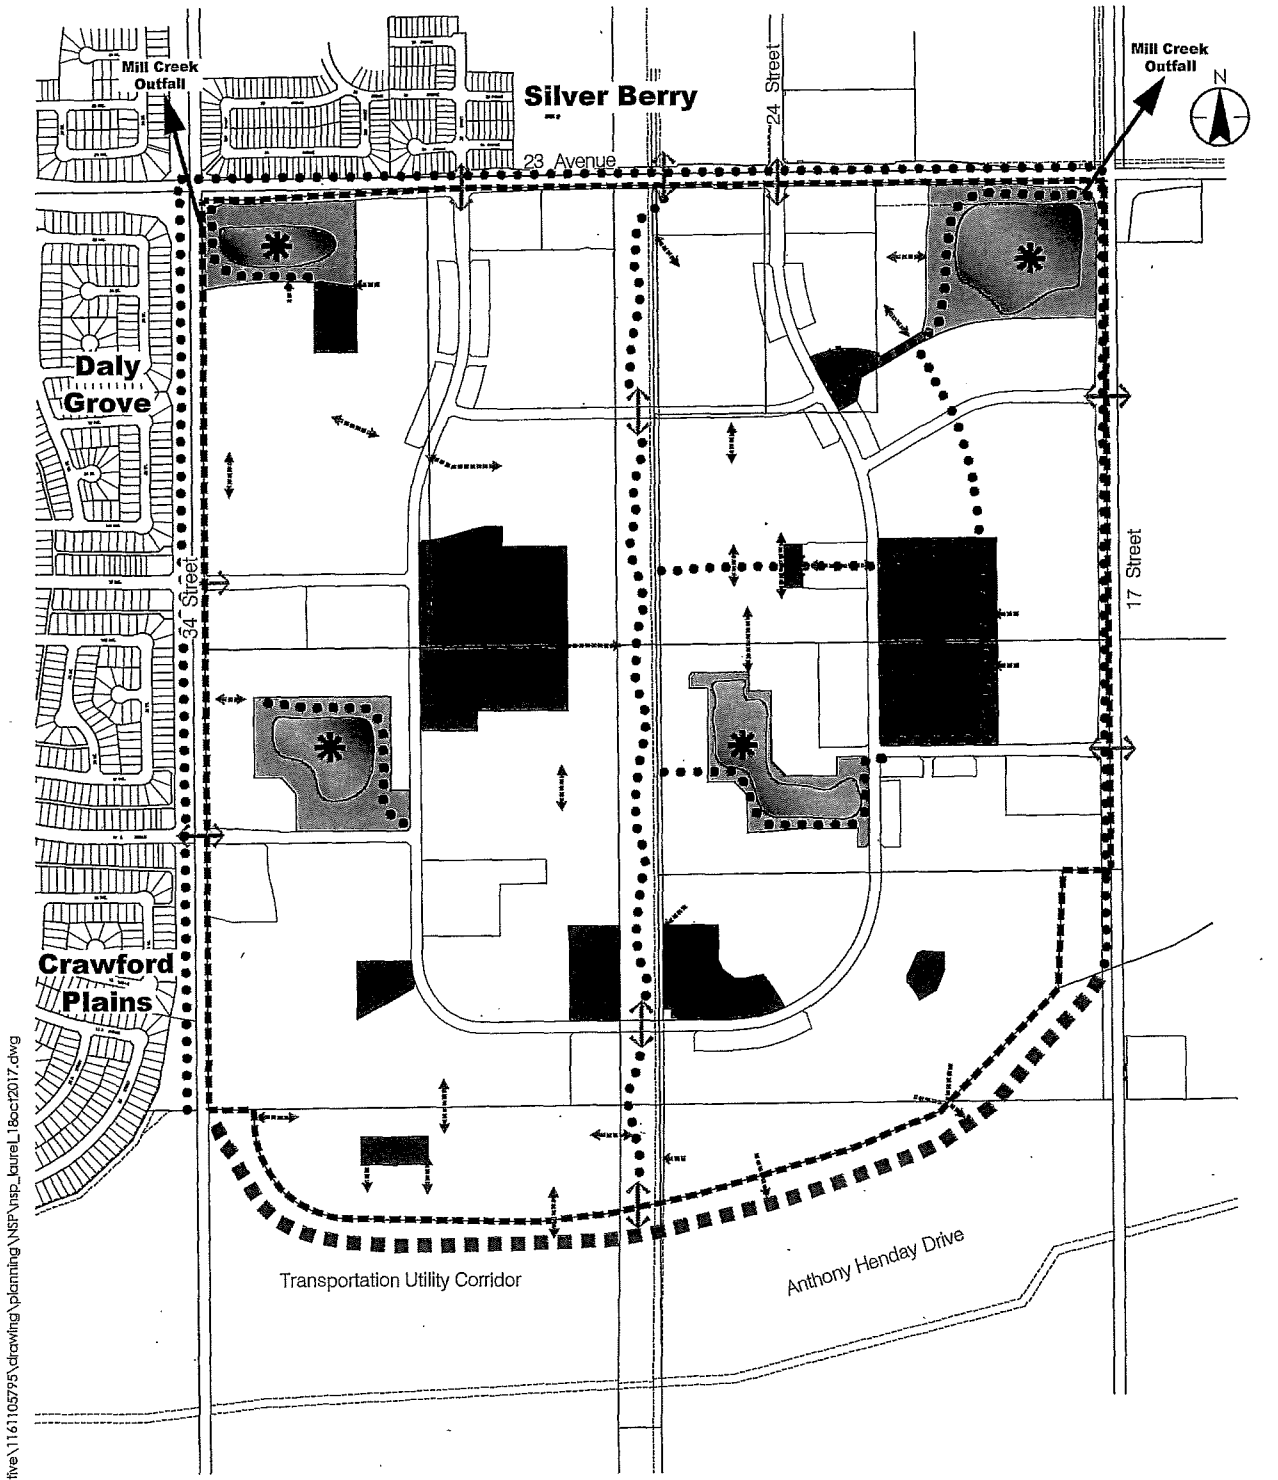 Mill Creek
Outfall
Silver Berry
24 Street
Mill Creek
Outfall
N
23 Avenue
Daly
Grove
34 Street
17 Street
Crawford
Plains
Transportation Utility Corridor
Anthony Henday Drive
tive\1161105795\drawing\planning\NSP\nsp_laurel_18oct2017.dwg